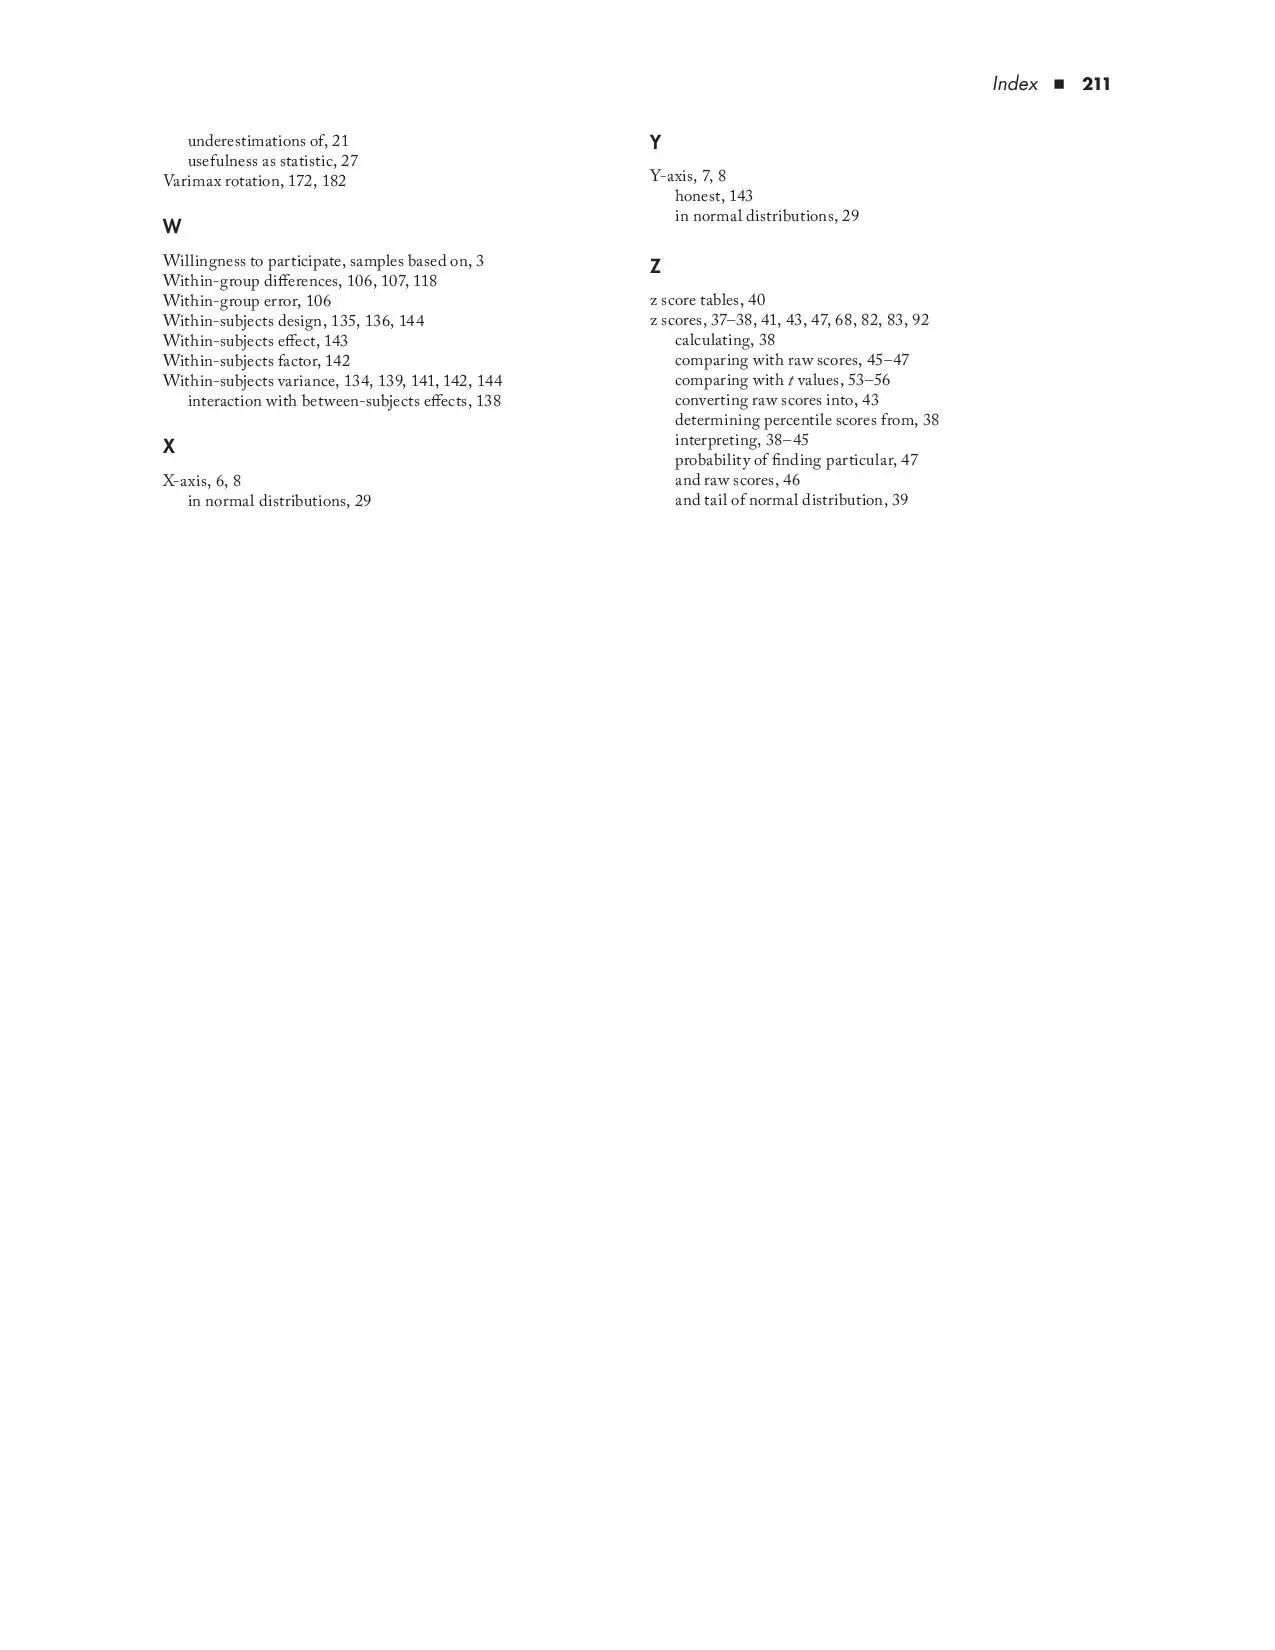 Index ■ 211
underestimations of, 21
usefulness as statistic, 27
Varimax rotation, 172, 182
W
Willingness to participate, samples based on, 3
Within-group differences, 106, 107, 118
Within-group error, 106
Within-subjects design, 135, 136, 144
Within-subjects effect, 143
Within-subjects factor, 142
Within-subjects variance, 134, 139, 141, 142, 144
interaction with between-subjects effects, 138
X
X-axis, 6, 8
in normal distributions, 29
Y
Y-axis, 7, 8
honest, 143
in normal distributions, 29
Z
z score tables, 40
z scores, 37–38, 41, 43, 47, 68, 82, 83, 92
calculating, 38
comparing with raw scores, 45–47
comparing with t values, 53–56
converting raw scores into, 43
determining percentile scores from, 38
interpreting, 38–45
probability of finding particular, 47
and raw scores, 46
and tail of normal distribution, 39